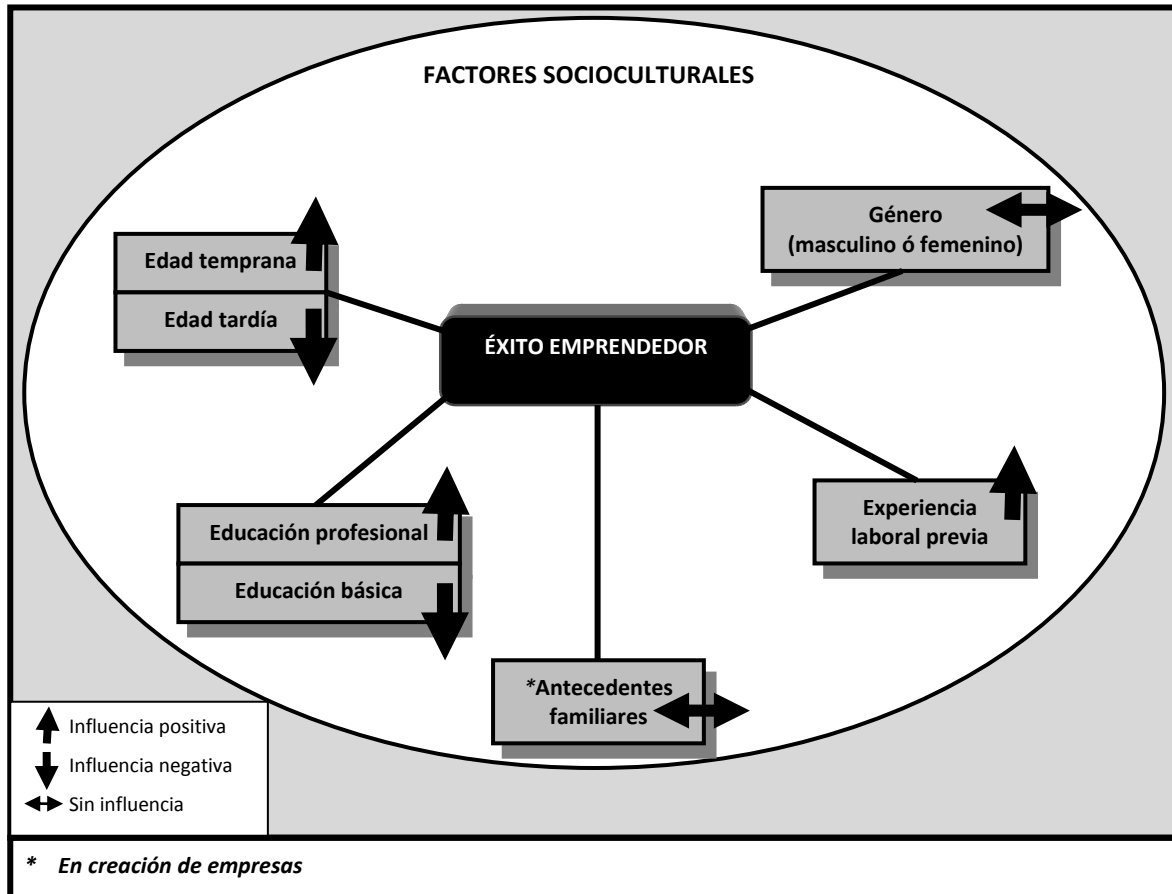 FACTORES SOCIOCULTURALES
Género
(masculino ó femenino)
Edad temprana
Edad tardía
ÉXITO EMPRENDEDOR
Experiencia
laboral previa
Educación profesional
Educación básica
*Antecedentes
familiares
Influencia positiva
Influencia negativa
Sin influencia
* En creación de empresas